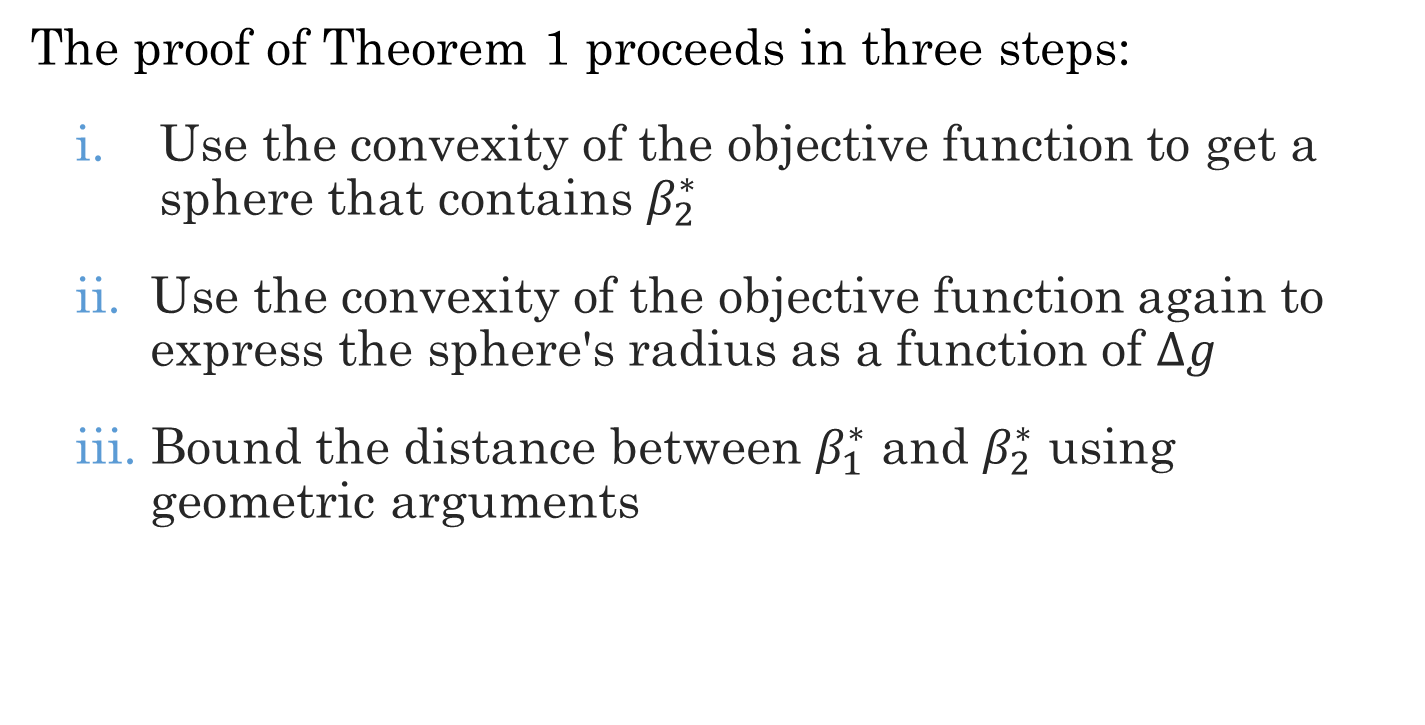 The proof of Theorem 1 proceeds in three steps:
i. Use the convexity of the objective function to get a
sphere that contains β₂*
ii. Use the convexity of the objective function again to
express the sphere's radius as a function of Δg
iii. Bound the distance between β₁* and β₂* using
geometric arguments